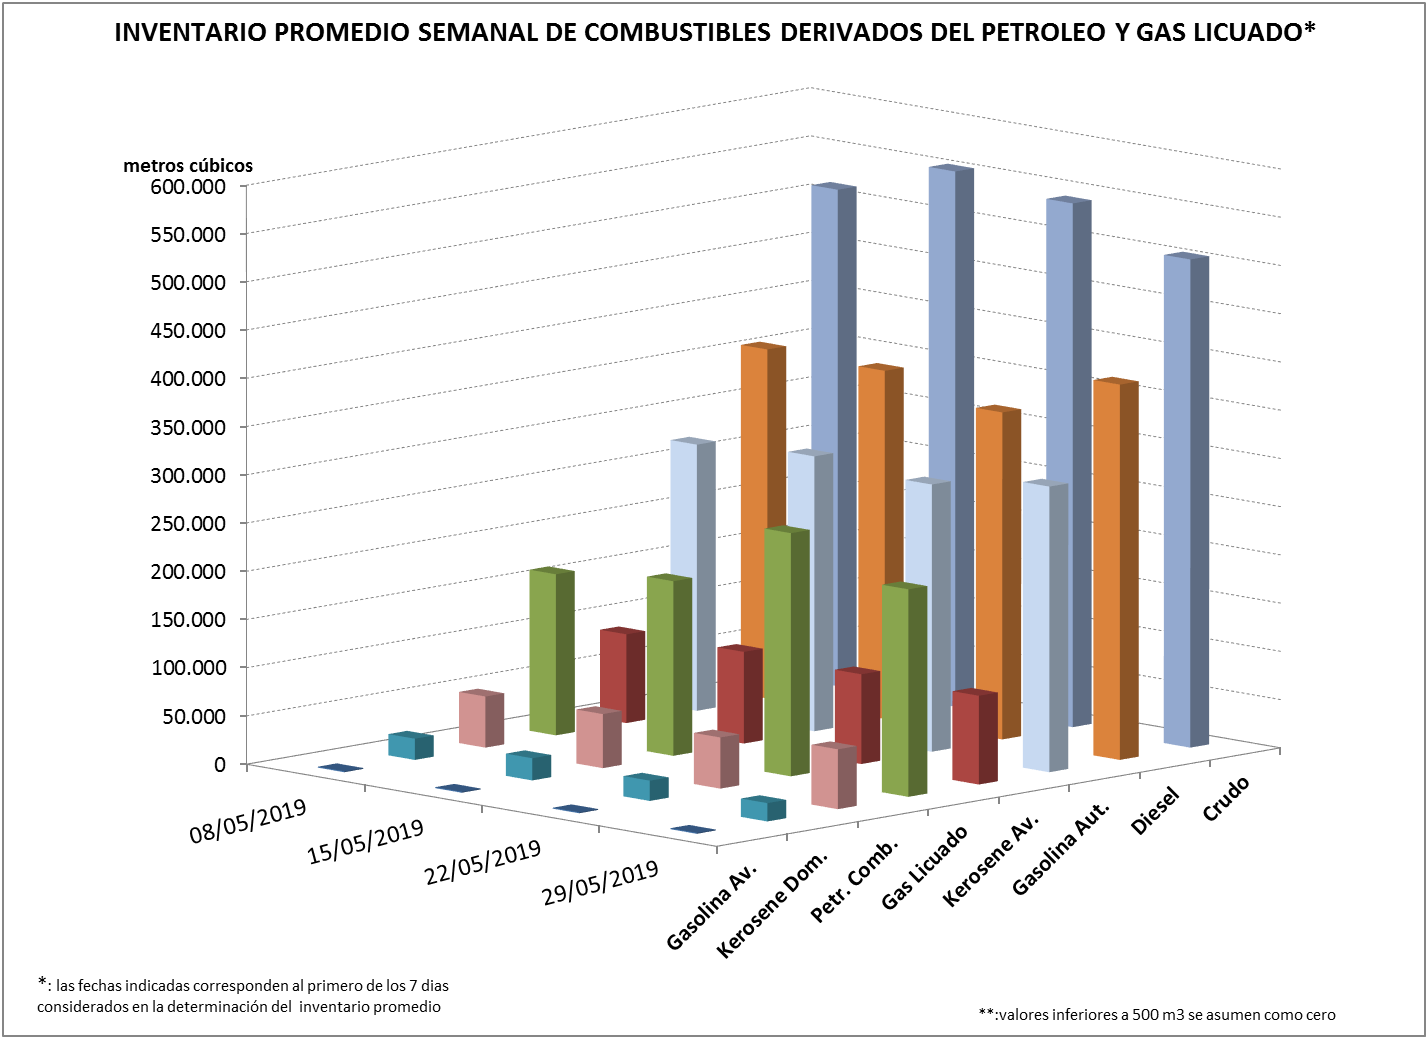 INVENTARIO PROMEDIO SEMANAL DE COMBUSTIBLES DERIVADOS DEL PETROLEO Y GAS LICUADO*
metros cúbicos
600.000
550.000
500.000
450.000
400.000
350.000
300.000
250.000
200.000
150.000
100.000
50.000
0
08/05/2019
15/05/2019
22/05/2019
29/05/2019
Gasolina Av.
Kerosene Dom.
Petr. Comb.
Gas Licuado
Kerosene Av.
Gasolina Aut.
Diesel
Crudo
*: las fechas indicadas corresponden al primero de los 7 dias
considerados en la determinación del inventario promedio
**:valores inferiores a 500 m3 se asumen como cero